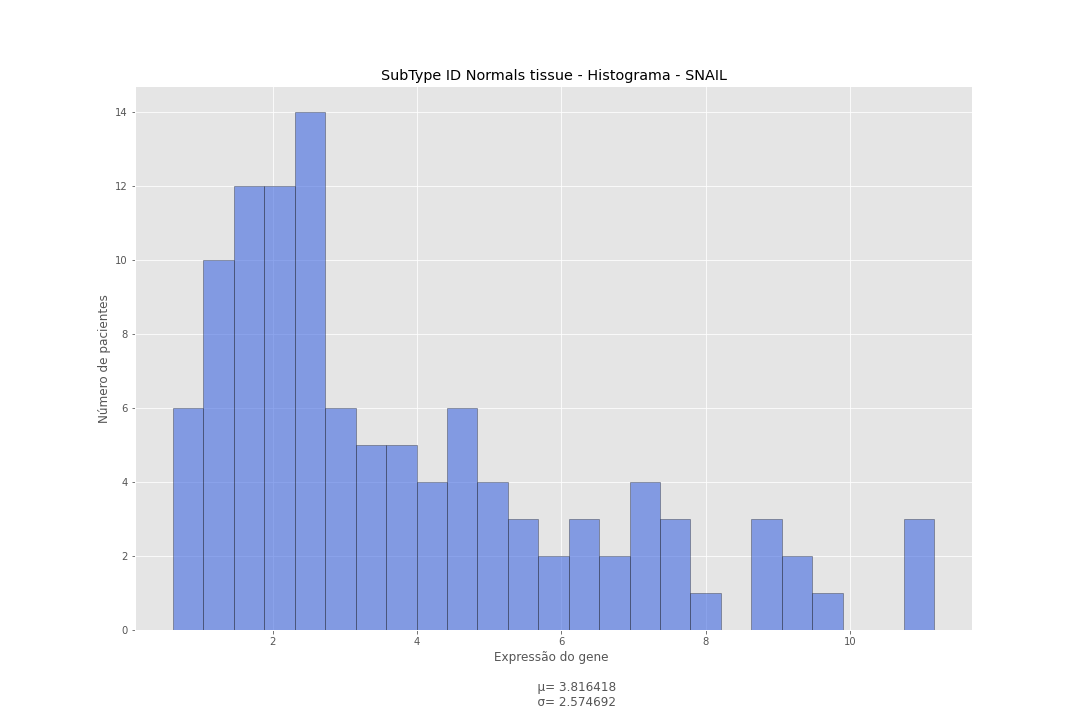 SubType ID Normals tissue - Histograma - SNAIL
14
12
10
8
6
4
2
0
Número de pacientes
2 4 6 8 10
Expressão do gene
μ= 3.816418
σ= 2.574692